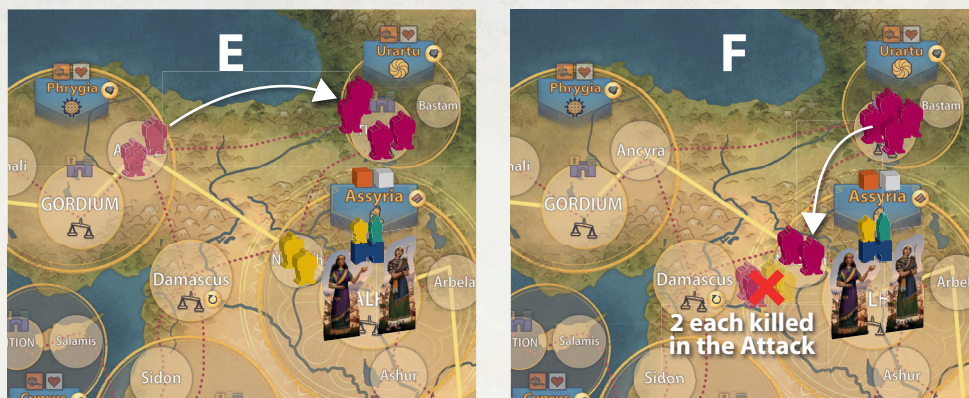 E
Urartu
Phrygia
Bastam
GORDIUM
Assyria
Damascus
Arbela
Salamis
Sidon
Ashur
F
Urartu
Phrygia
Bastam
Ancyra
GORDIUM
Assyria
Damascus
2 each killed
in the Attack
Salamis
Sidon
Ashur